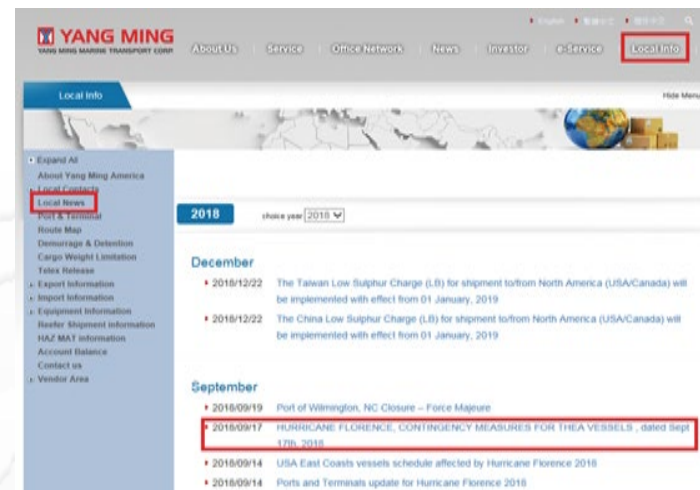 English
YANG MING
YANG MING MARINE TRANSPORT CORP.
About Us Service Office Network News Investor e-Service Local Info
Local Info
Hide Menu
Expand All
About Yang Ming America
Local Contacts
Local News
Port & Terminal
Route Map
Demurrage & Detention
Cargo Weight Limitation
Telex Release
Export Information
Import Information
Equipment Information
Reefer Shipment information
HAZ MAT information
Account Balance
Contact us
Vendor Area
2018 choice year 2018
December
2018/12/22 The Taiwan Low Sulphur Charge (LB) for shipment to/from North America (USA/Canada) will
be implemented with effect from 01 January, 2019
2018/12/22 The China Low Sulphur Charge (LB) for shipment to/from North America (USA/Canada) will
be implemented with effect from 01 January, 2019
September
2018/09/19 Port of Wilmington, NC Closure – Force Majeure
2018/09/17 HURRICANE FLORENCE, CONTINGENCY MEASURES FOR THEA VESSELS , dated Sept
17th, 2018
2018/09/14 USA East Coasts vessels schedule affected by Hurricane Florence 2018
2018/09/14 Ports and Terminals update for Hurricane Florence 2018